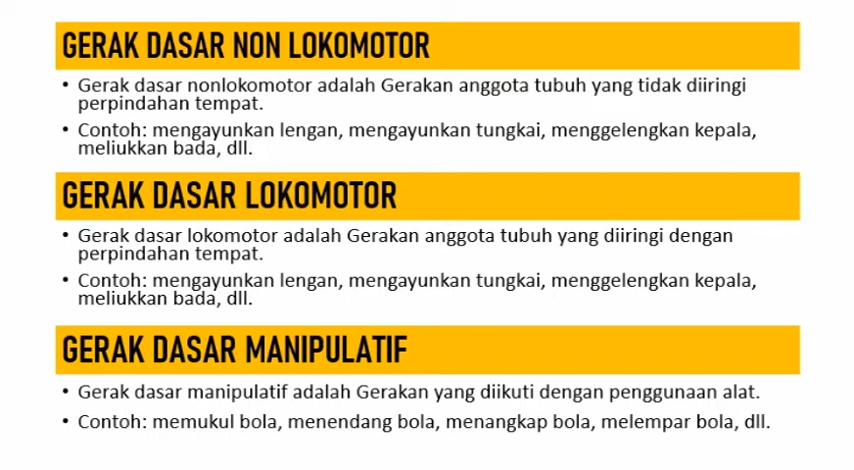 GERAK DASAR NON LOKOMOTOR
• Gerak dasar nonlokomotor adalah Gerakan anggota tubuh yang tidak diiringi
perpindahan tempat.
• Contoh: mengayunkan lengan, mengayunkan tungkai, menggelengkan kepala,
meliukkan bada, dll.
GERAK DASAR LOKOMOTOR
• Gerak dasar lokomotor adalah Gerakan anggota tubuh yang diiringi dengan
perpindahan tempat.
• Contoh: mengayunkan lengan, mengayunkan tungkai, menggelengkan kepala,
meliukkan bada, dll.
GERAK DASAR MANIPULATIF
• Gerak dasar manipulatif adalah Gerakan yang diikuti dengan penggunaan alat.
• Contoh: memukul bola, menendang bola, menangkap bola, melempar bola, dll.